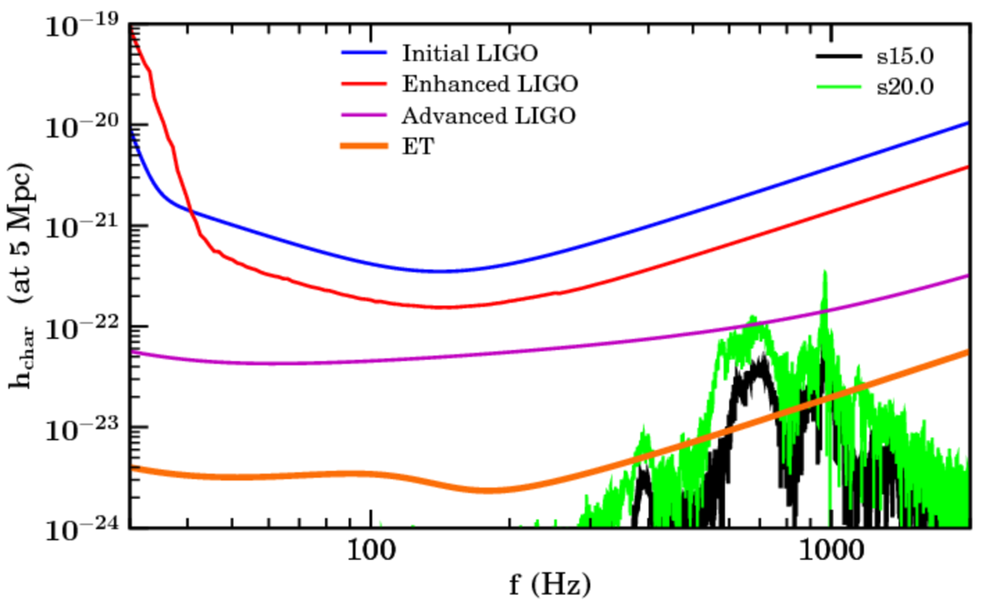 10⁻¹⁹
10⁻²⁰
10⁻²¹
10⁻²²
10⁻²³
10⁻²⁴
h_char (at 5 Mpc)
Initial LIGO
Enhanced LIGO
Advanced LIGO
ET
s15.0
s20.0
100
1000
f (Hz)